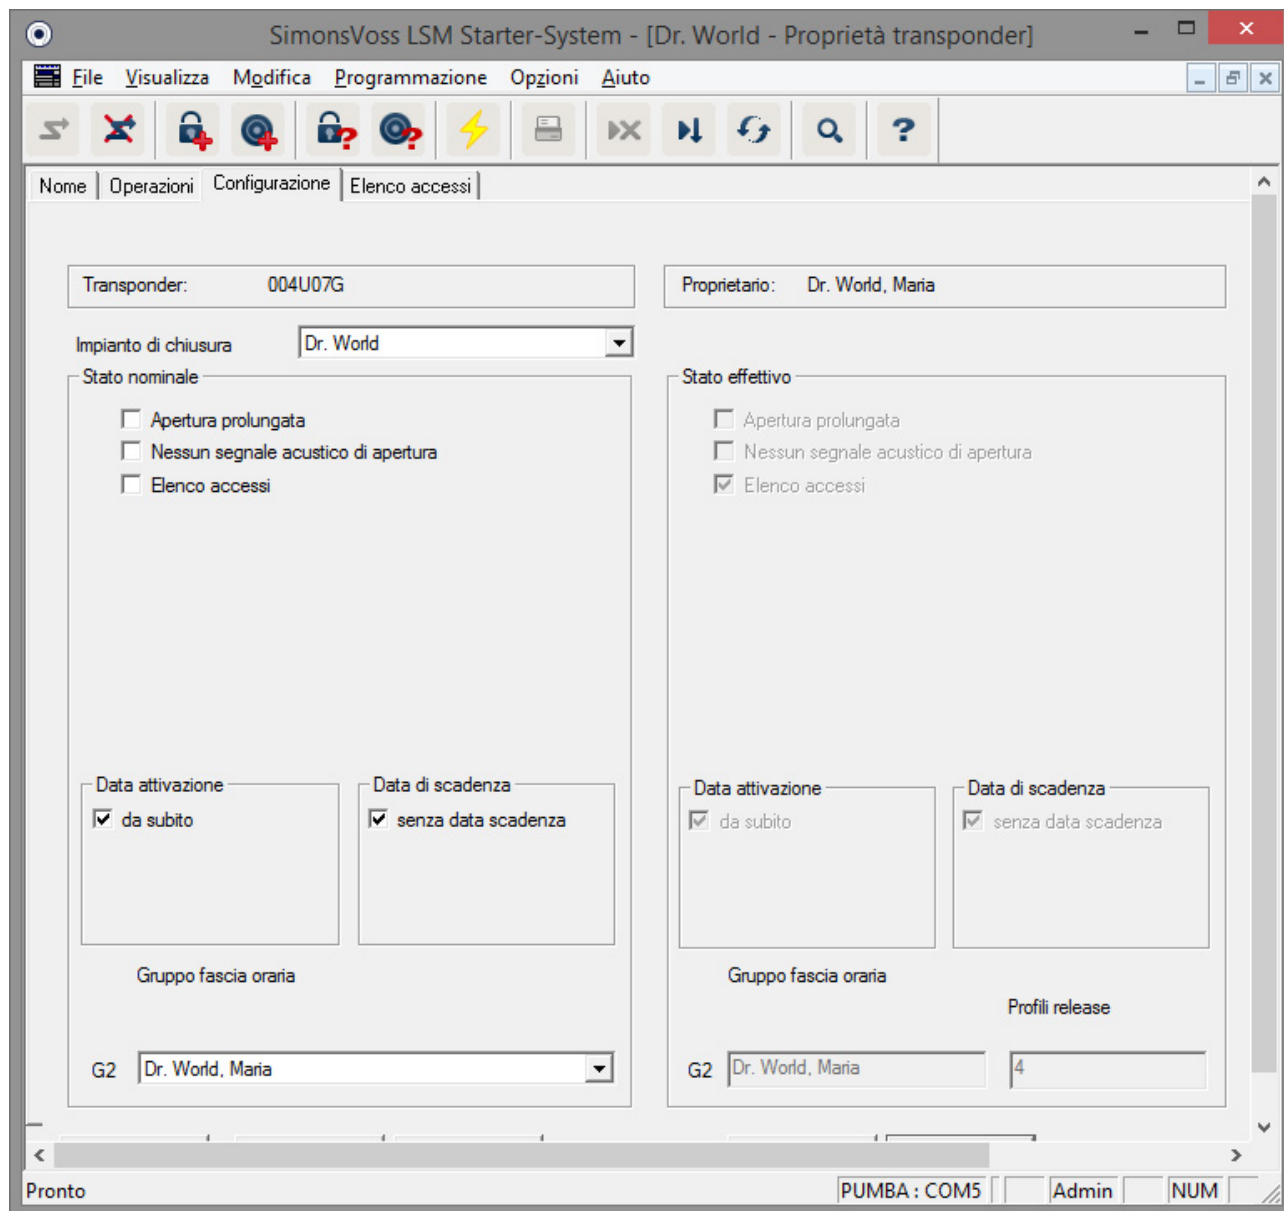 SimonsVoss LSM Starter-System - [Dr. World - Proprietà transponder]
File Visualizza Modifica Programmazione Opzioni Aiuto
Nome Operazioni Configurazione Elenco accessi
Transponder: 004U07G
Proprietario: Dr. World, Maria
Impianto di chiusura Dr. World
Stato nominale
Apertura prolungata
Nessun segnale acustico di apertura
Elenco accessi
Data attivazione
da subito
Data di scadenza
senza data scadenza
Gruppo fascia oraria
G2 Dr. World, Maria
Stato effettivo
Apertura prolungata
Nessun segnale acustico di apertura
Elenco accessi
Data attivazione
da subito
Data di scadenza
senza data scadenza
Gruppo fascia oraria
Profili release
G2 Dr. World, Maria 4
Pronto PUMBA : COM5 Admin NUM